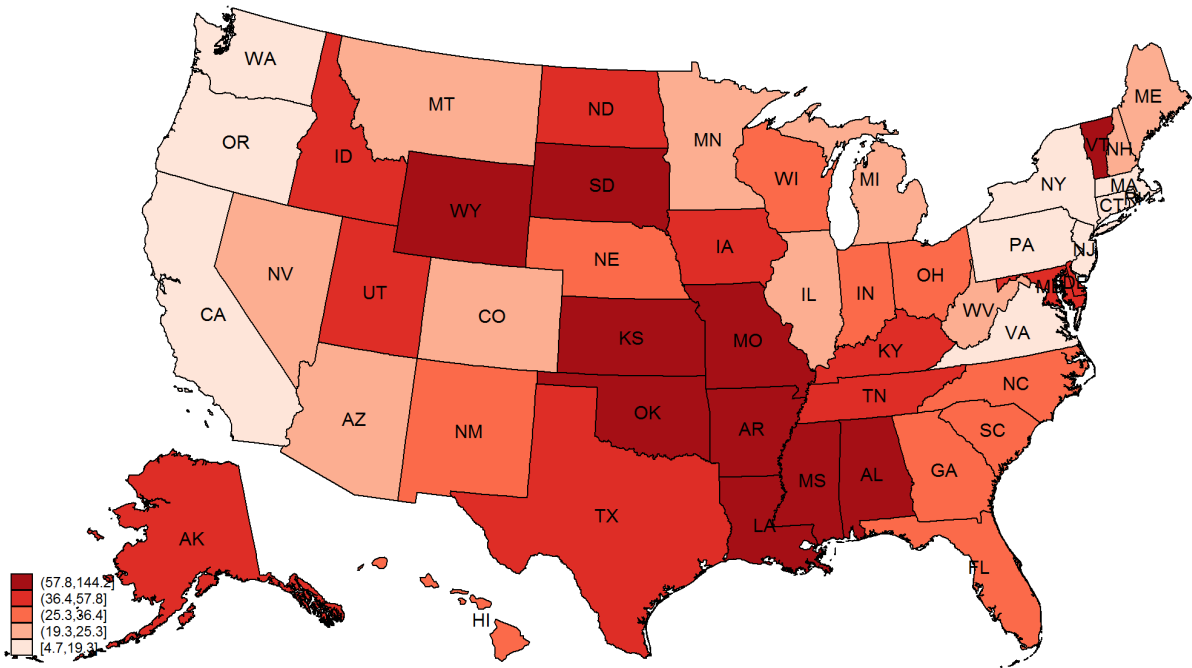 WA
MT
ND
ME
OR
ID
MN
VT
NH
WY
SD
WI
MI
NY
MA
CT
RI
NV
UT
NE
IA
PA
NJ
CA
CO
IL
IN
OH
MD
DE
KS
MO
WV
VA
KY
AZ
NM
OK
AR
TN
NC
SC
MS
AL
GA
TX
LA
AK
FL
HI
(57.8,144.2]
(36.4,57.8]
(25.3,36.4]
(19.3,25.3]
[4.7,19.3]